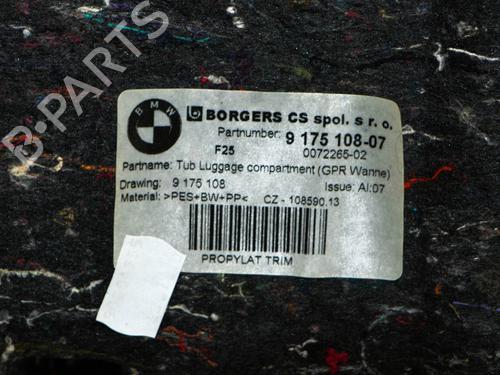 B-PARTS
BMW
BORGERS CS spol. s r. o.
Partnumber: 9 175 108-07
F25 0072265-02
Partname: Tub Luggage compartment (GPR Wanne)
Drawing: 9 175 108 Issue: AI:07
Material: >PES+BW+PP< CZ - 108590.13
PROPYLAT TRIM